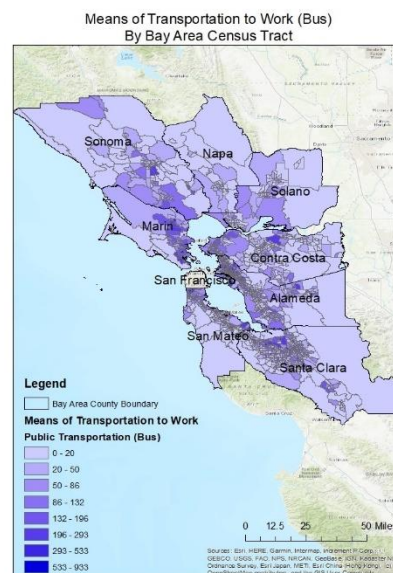 Means of Transportation to Work (Bus)
By Bay Area Census Tract
Sonoma
Napa
Solano
Marin
Contra Costa
San Francisco
Alameda
San Mateo
Santa Clara
Legend
Bay Area County Boundary
Means of Transportation to Work
Public Transportation (Bus)
0 - 20
20 - 50
50 - 86
86 - 132
132 - 196
196 - 293
293 - 533
533 - 933
0 12.5 25 50 Miles
Sources: Esri, HERE, Garmin, Intermap, increment P Corp.,
GEBCO, USGS, FAO, NPS, NRCAN, GeoBase, IGN, Kadaster NL,
Ordnance Survey, Esri Japan, METI, Esri China (Hong Kong), (c)